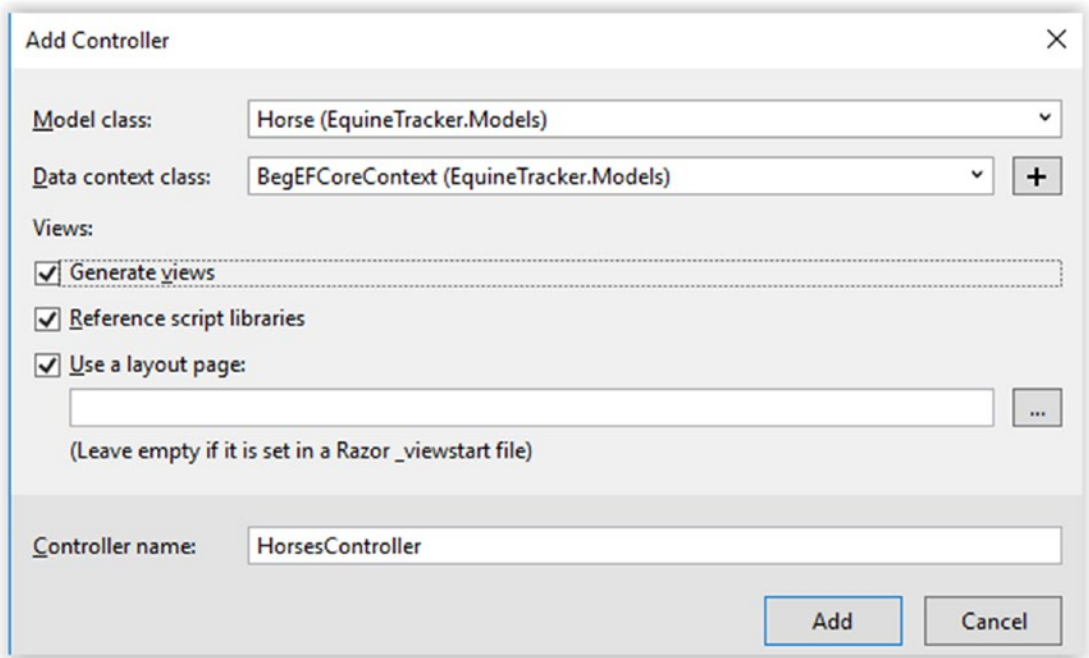 Add Controller
Model class: Horse (EquineTracker.Models)
Data context class: BegEFCoreContext (EquineTracker.Models) +
Views:
Generate views
Reference script libraries
Use a layout page:
...
(Leave empty if it is set in a Razor _viewstart file)
Controller name: HorsesController
Add Cancel